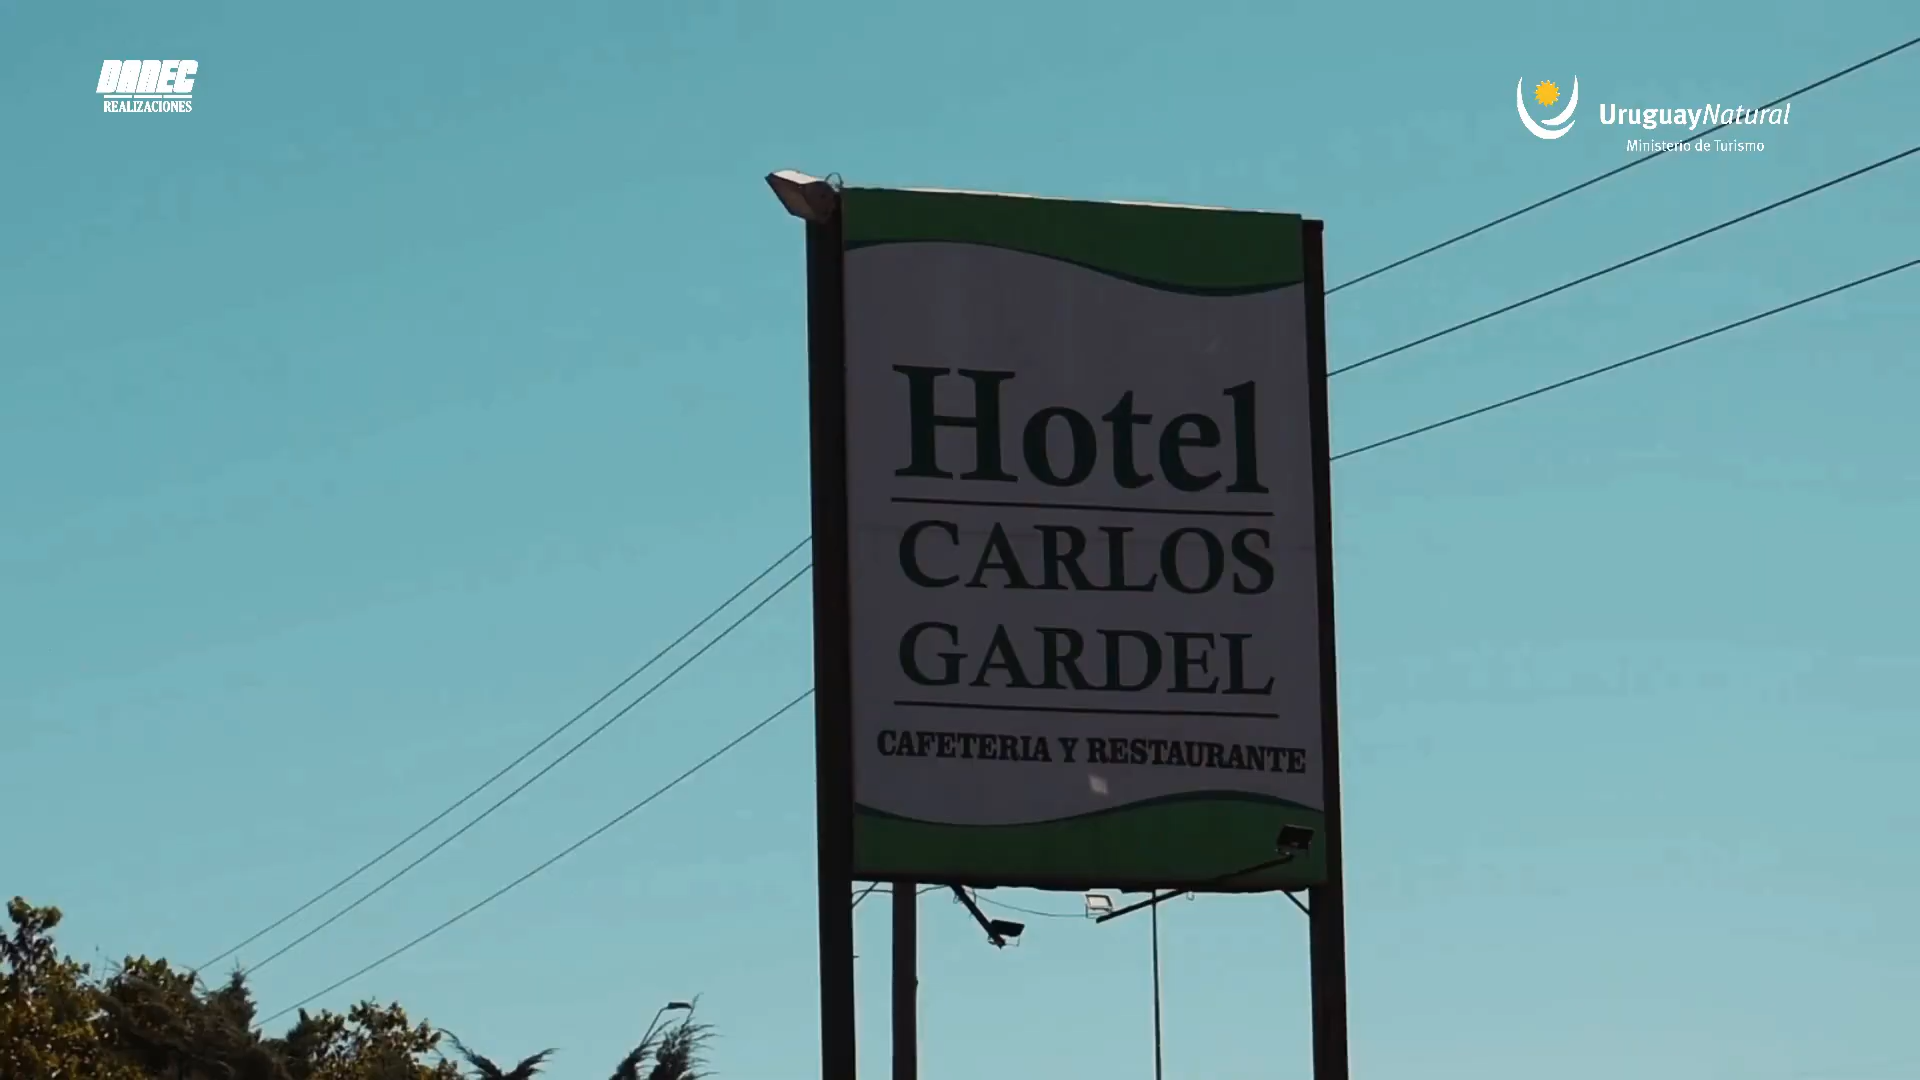 DANEC
REALIZACIONES
UruguayNatural
Ministerio de Turismo
Hotel
CARLOS
GARDEL
CAFETERIA Y RESTAURANTE